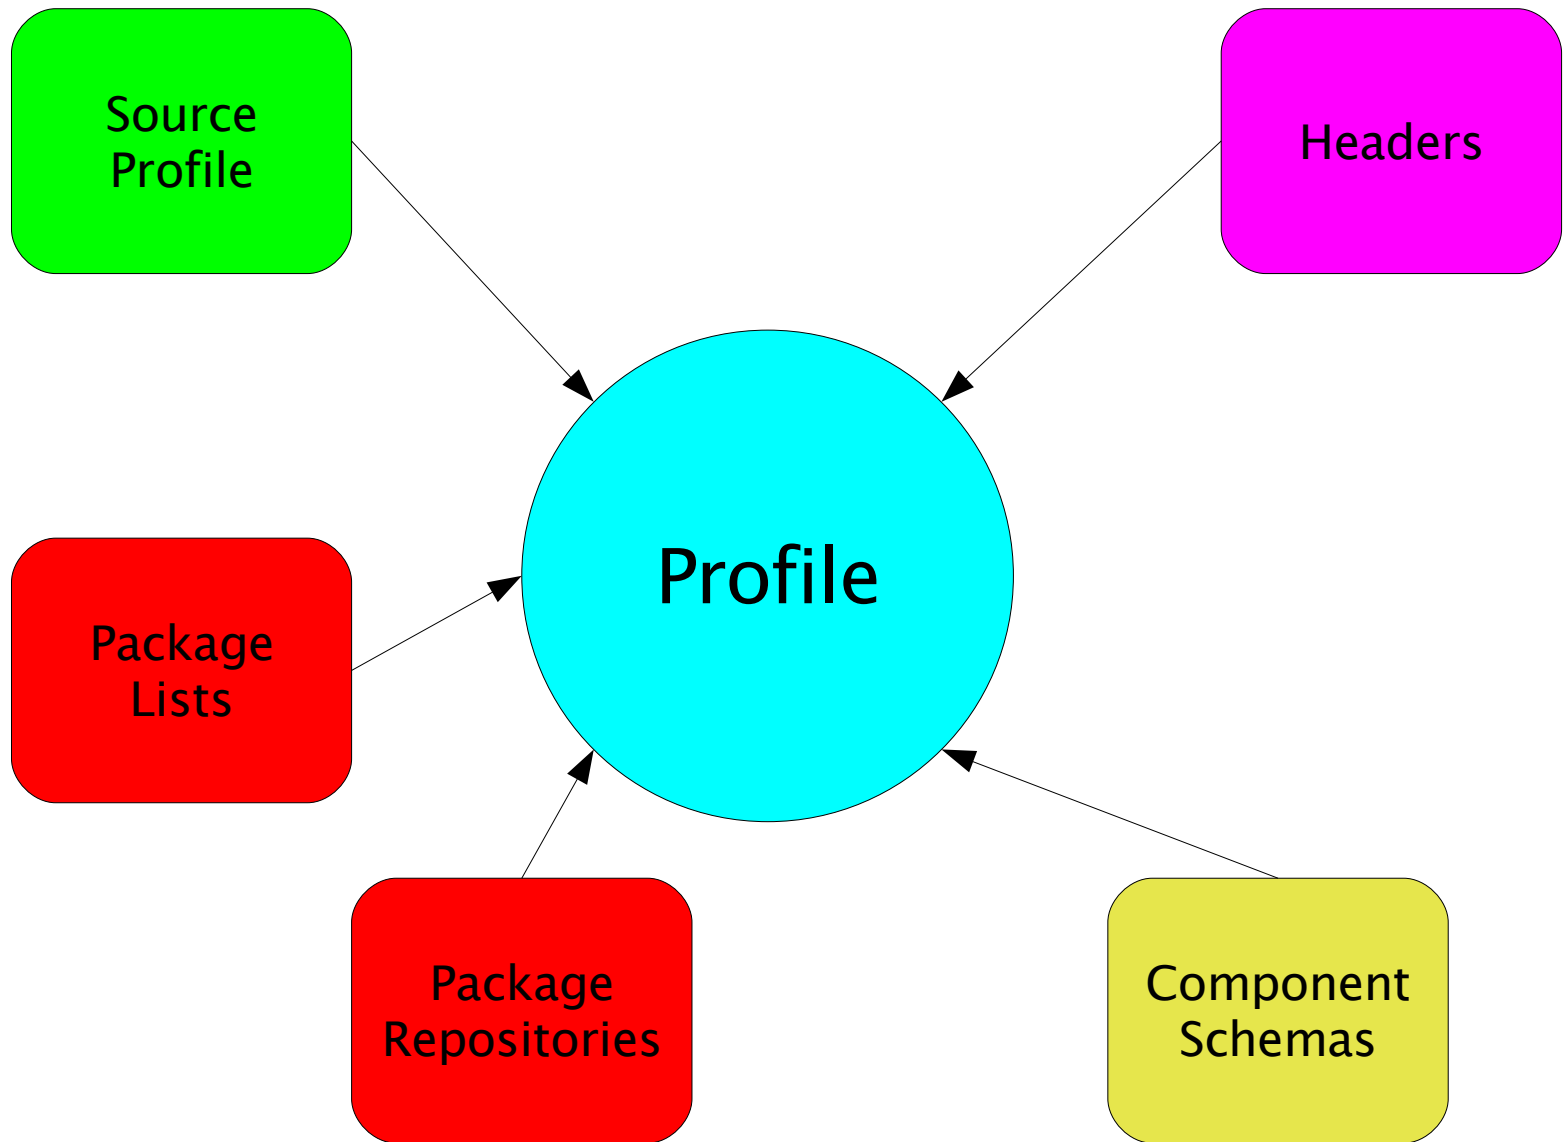 Source
Profile
Headers
Profile
Package
Lists
Package
Repositories
Component
Schemas